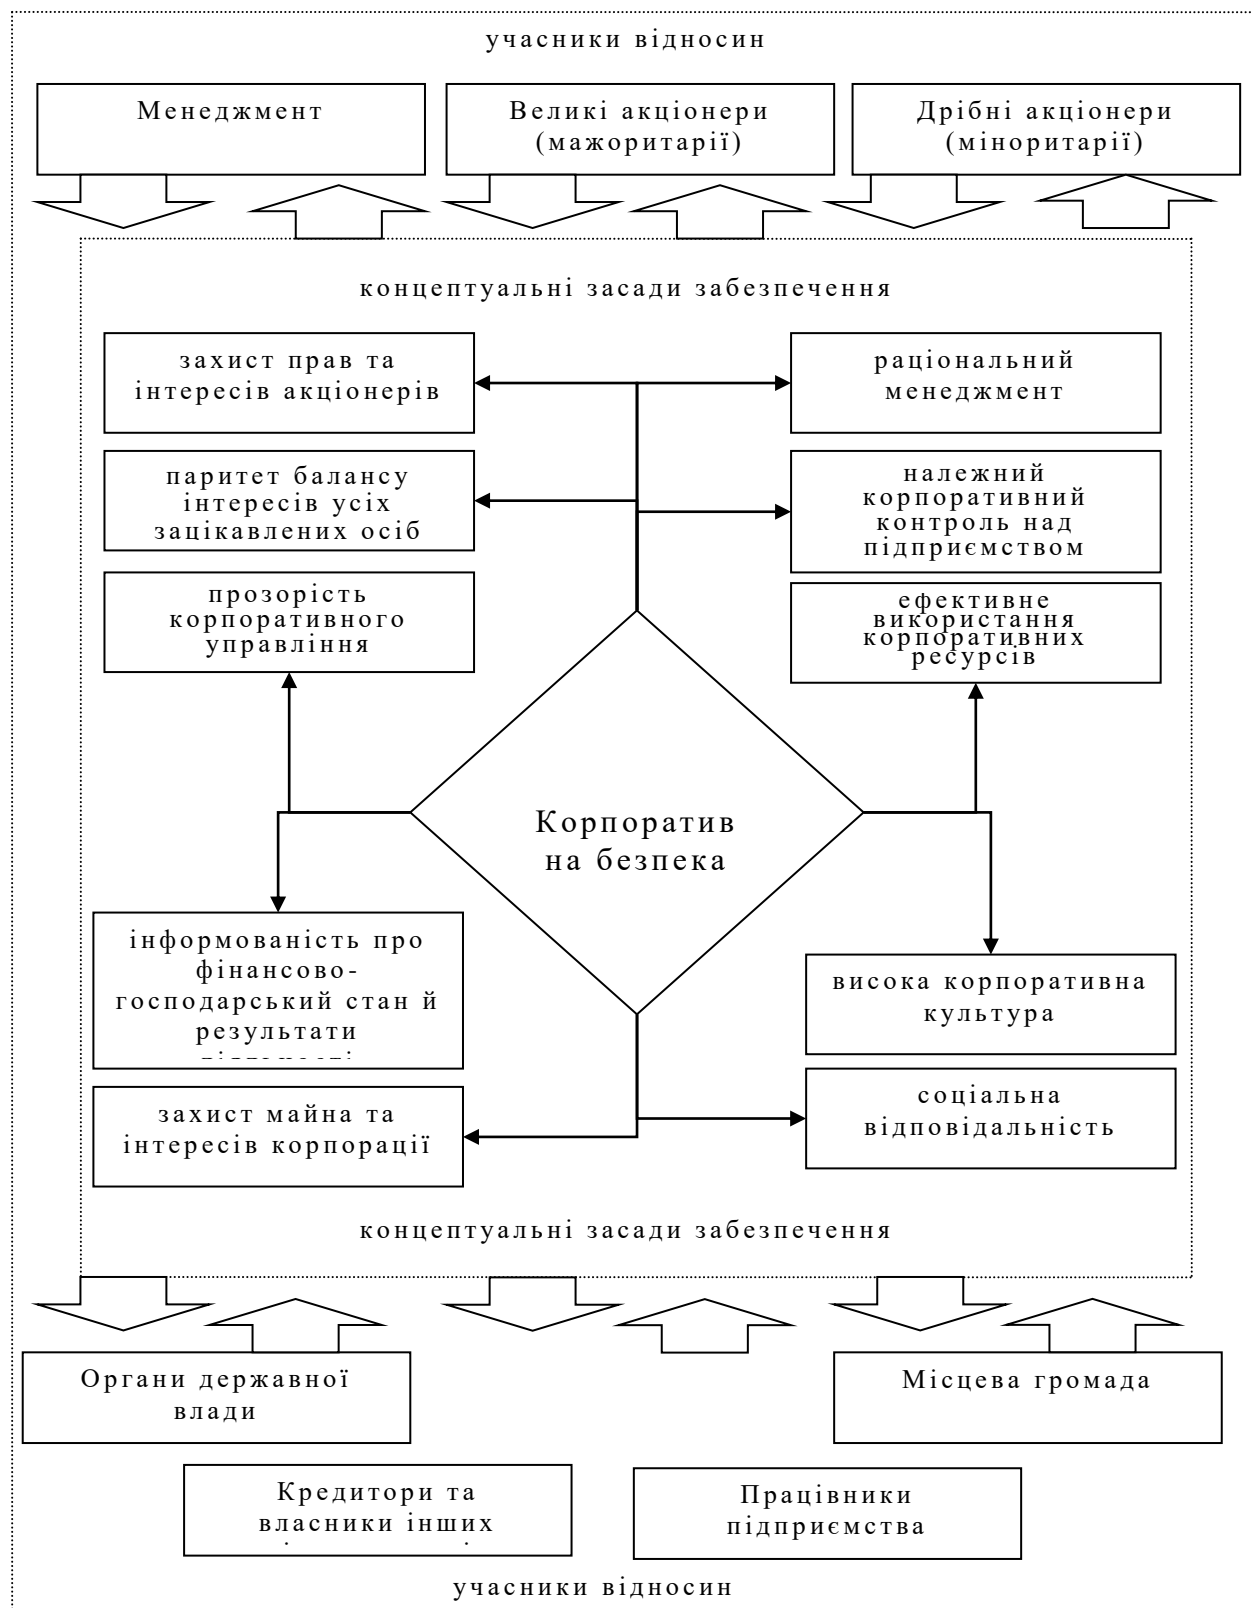 учасники відносин
Менеджмент
Великі акціонери
(мажоритарії)
Дрібні акціонери
(міноритарії)
концептуальні засади забезпечення
захист прав та
інтересів акціонерів
раціональний
менеджмент
паритет балансу
інтересів усіх
зацікавлених осіб
належний
корпоративний
контроль над
підприємством
прозорість
корпоративного
управління
ефективне
використання
корпоративних
ресурсів
Корпоратив
на безпека
інформованість про
фінансово-
господарський стан й
результати
висока корпоративна
культура
захист майна та
інтересів корпорації
соціальна
відповідальність
концептуальні засади забезпечення
Органи державної
влади
Місцева громада
Кредитори та
власники інших
Працівники
підприємства
учасники відносин